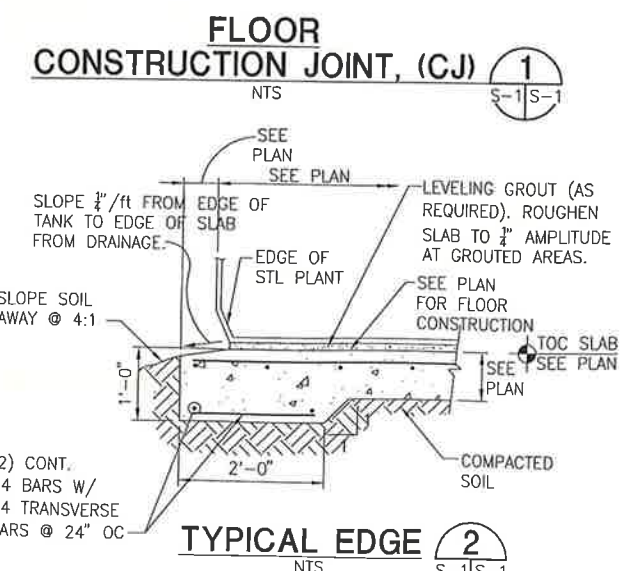 FLOOR
CONSTRUCTION JOINT, (CJ)
1
NTS
S-1 S-1
SEE
PLAN
SEE PLAN
SLOPE 1/4"/ft FROM EDGE OF
TANK TO EDGE OF SLAB
FROM DRAINAGE.
LEVELING GROUT (AS
REQUIRED). ROUGHEN
SLAB TO 1/4" AMPLITUDE
AT GROUTED AREAS.
EDGE OF
STL PLANT
SLOPE SOIL
AWAY @ 4:1
SEE PLAN
FOR FLOOR
CONSTRUCTION
TOC SLAB
SEE PLAN
SEE
PLAN
1'-0"
1
2'-0"
COMPACTED
SOIL
2) CONT.
4 BARS W/
4 TRANSVERSE
ARS @ 24" OC
TYPICAL EDGE
2
NTS
S-1 S-1